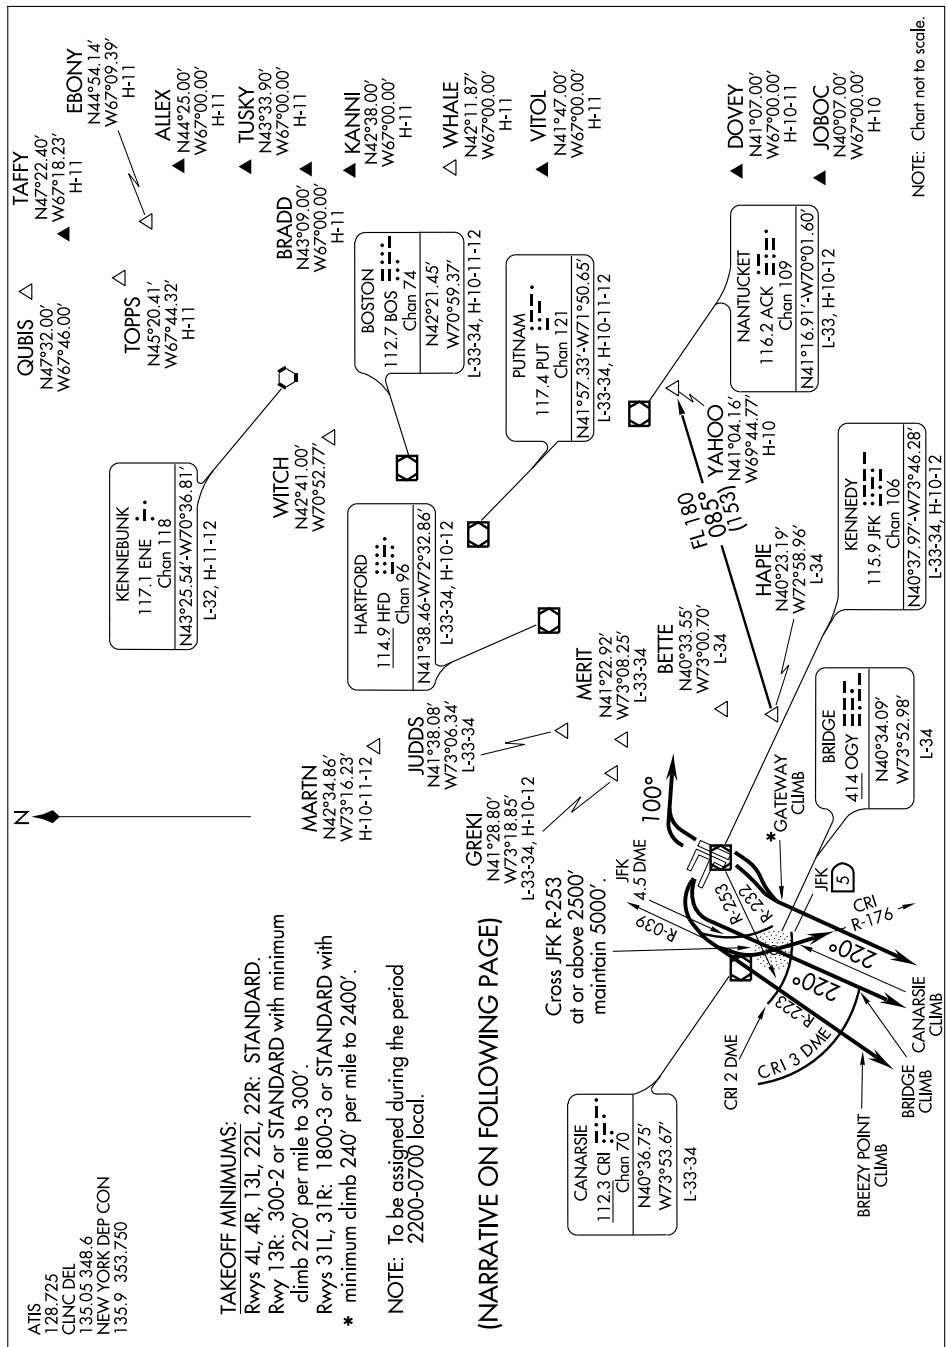 ATIS
128.725
CLNC DEL
135.05 348.6
NEW YORK DEP CON
135.9 353.750
TAKEOFF MINIMUMS:
Rwys 4L, 4R, 13L, 22L, 22R: STANDARD.
Rwy 13R: 300-2 or STANDARD with minimum
climb 220' per mile to 300'.
Rwys 31L, 31R: 1800-3 or STANDARD with
* minimum climb 240' per mile to 2400'.
NOTE: To be assigned during the period
2200-0700 local.
(NARRATIVE ON FOLLOWING PAGE)
N
KENNEBUNK
117.1 ENE
Chan 118
N43°25.54'-W70°36.81'
L-32, H-11-12
QUBIS
N47°32.00'
W67°46.00'
TAFFY
N47°22.40'
W67°18.23'
H-11
TOPPS
N45°20.41'
W67°44.32'
H-11
EBONY
N44°54.14'
W67°09.39'
H-11
ALLEX
N44°25.00'
W67°00.00'
H-11
TUSKY
N43°33.90'
W67°00.00'
H-11
BRADD
N43°09.00'
W67°00.00'
H-11
KANNI
N42°38.00'
W67°00.00'
H-11
WHALE
N42°11.87'
W67°00.00'
H-11
VITOL
N41°47.00'
W67°00.00'
H-11
DOVEY
N41°07.00'
W67°00.00'
H-10-11
JOBOC
N40°07.00'
W67°00.00'
H-10
WITCH
N42°41.00'
W70°52.77'
BOSTON
112.7 BOS
Chan 74
N42°21.45'
W70°59.37'
L-33-34, H-10-11-12
MARTN
N42°34.86'
W73°16.23'
H-10-11-12
HARTFORD
114.9 HFD
Chan 96
N41°38.46-W72°32.86'
L-33-34, H-10-12
PUTNAM
117.4 PUT
Chan 121
N41°57.33'-W71°50.65'
L-33-34, H-10-11-12
JUDDS
N41°38.08'
W73°06.34'
L-33-34
GREKI
N41°28.80'
W73°18.85'
L-33-34, H-10-12
MERIT
N41°22.92'
W73°08.25'
L-33-34
BETTE
N40°33.55'
W73°00.70'
L-34
FL 180
085°
(153)
YAHOO
N41°04.16'
W69°44.77'
H-10
NANTUCKET
116.2 ACK
Chan 109
N41°16.91'-W70°01.60'
L-33, H-10-12
HAPIE
N40°23.19'
W72°58.96'
L-34
KENNEDY
115.9 JFK
Chan 106
N40°37.97'-W73°46.28'
L-33-34, H-10-12
BRIDGE
414 OGY
N40°34.09'
W73°52.98'
L-34
Cross JFK R-253
at or above 2500'
maintain 5000'.
JFK
4.5 DME
100°
R-039
R-253
R-232
*GATEWAY
CLIMB
JFK
5
CRI
R-176
220°
220°
R-223
CANARSIE
112.3 CRI
Chan 70
N40°36.75'
W73°53.67'
L-33-34
CRI 2 DME
CRI 3 DME
BREEZY POINT
CLIMB
BRIDGE
CLIMB
CANARSIE
CLIMB
NOTE: Chart not to scale.